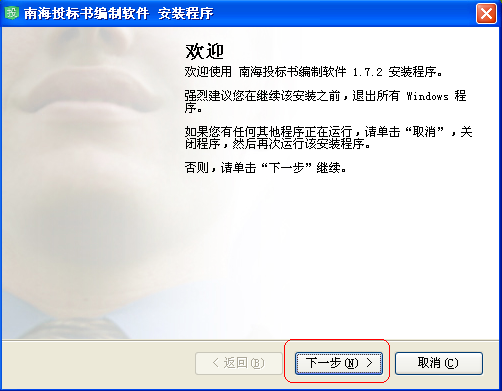 南海投标书编制软件 安装程序
欢迎
欢迎使用 南海投标书编制软件 1.7.2 安装程序。
强烈建议您在继续该安装之前，退出所有 Windows 程
序。
如果您有任何其他程序正在运行，请单击“取消”，关
闭程序，然后再次运行该安装程序。
否则，请单击“下一步”继续。
< 返回(B) 下一步(N) > 取消(C)